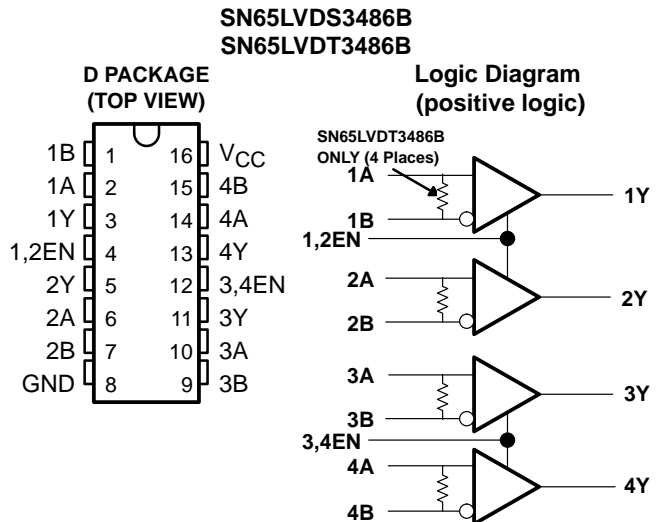 SN65LVDS3486B
SN65LVDT3486B
D PACKAGE
(TOP VIEW)
1B 1 16 VCC
1A 2 15 4B
1Y 3 14 4A
1,2EN 4 13 4Y
2Y 5 12 3,4EN
2A 6 11 3Y
2B 7 10 3A
GND 8 9 3B
Logic Diagram
(positive logic)
SN65LVDT3486B
ONLY (4 Places)
1A
1Y
1B
1,2EN
2A
2Y
2B
3A
3Y
3B
3,4EN
4A
4Y
4B